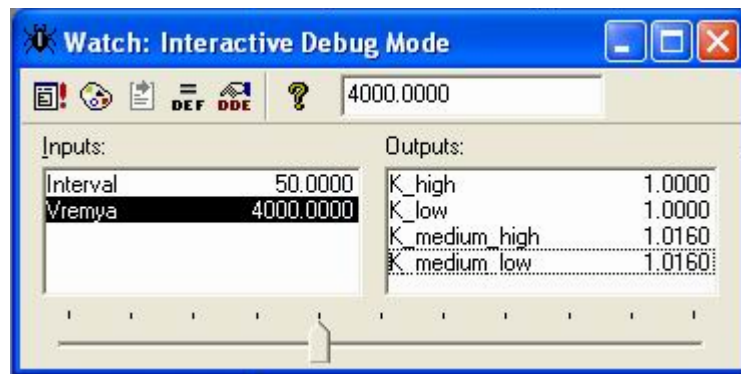 Watch: Interactive Debug Mode
DEF DDE ? 4000.0000
Inputs: Outputs:
Interval 50.0000 K_high 1.0000
Vremya 4000.0000 K_low 1.0000
K_medium_high 1.0160
K_medium_low 1.0160